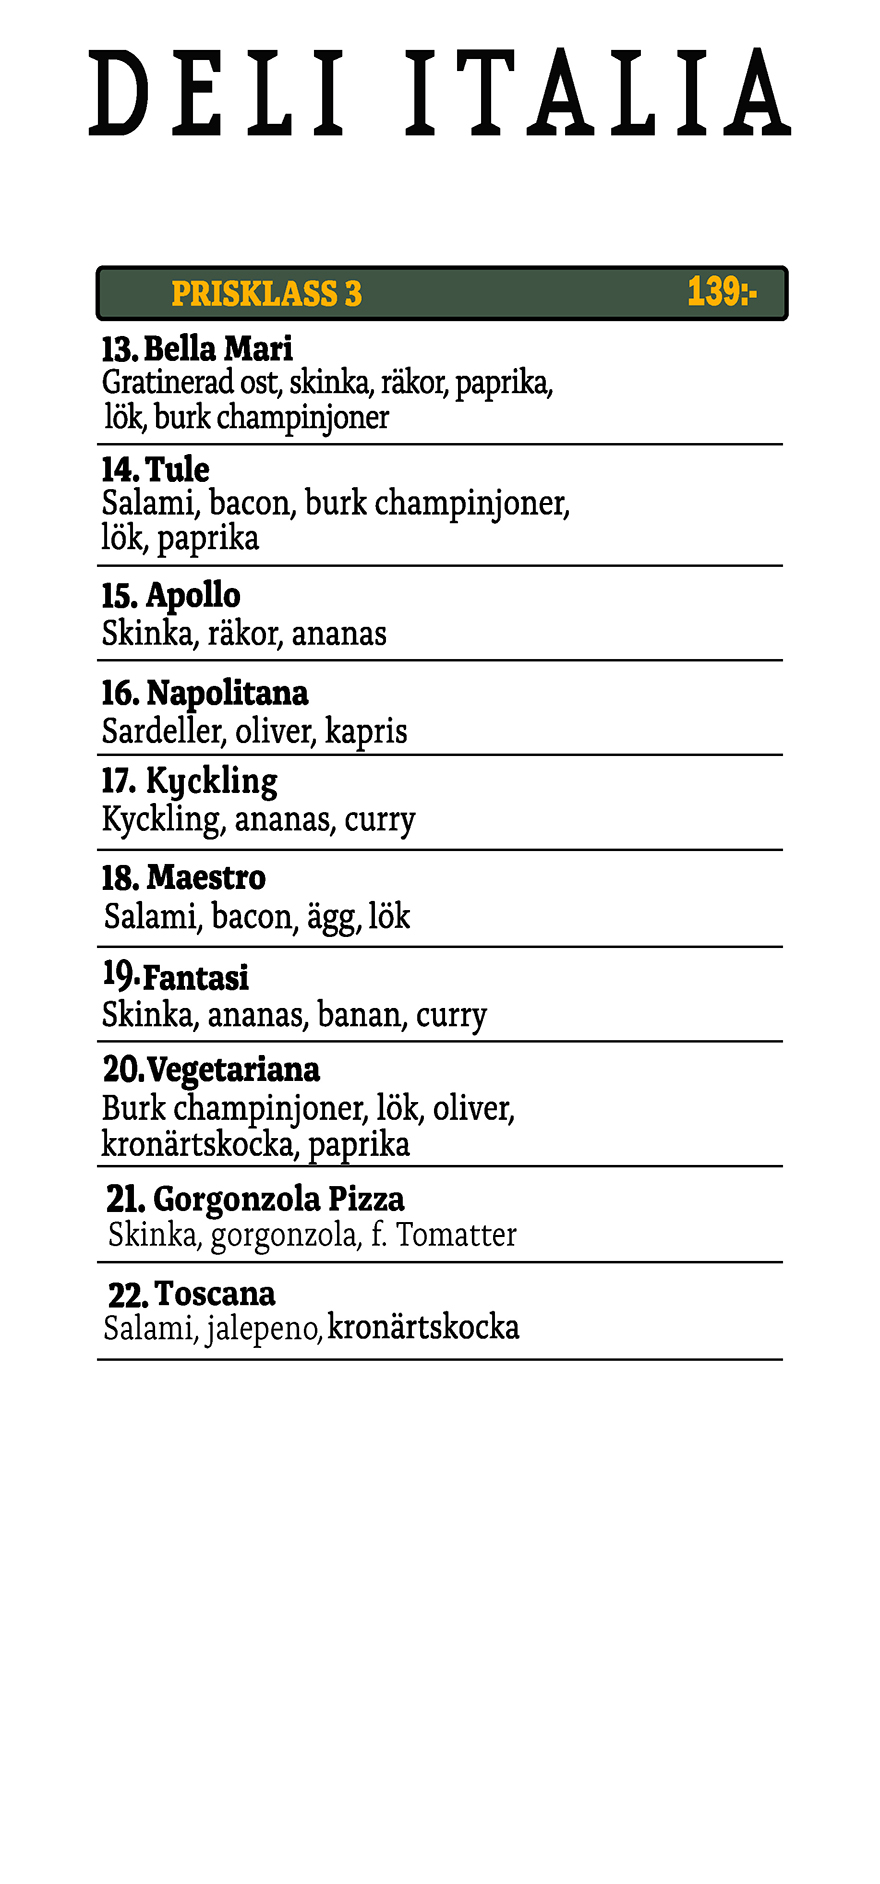 DELI ITALIA
PRISKLASS 3 139:-
13. Bella Mari
Gratinerad ost, skinka, räkor, paprika,
lök, burk champinjoner
14. Tule
Salami, bacon, burk champinjoner,
lök, paprika
15. Apollo
Skinka, räkor, ananas
16. Napolitana
Sardeller, oliver, kapris
17. Kyckling
Kyckling, ananas, curry
18. Maestro
Salami, bacon, ägg, lök
19. Fantasi
Skinka, ananas, banan, curry
20. Vegetariana
Burk champinjoner, lök, oliver,
kronärtskocka, paprika
21. Gorgonzola Pizza
Skinka, gorgonzola, f. Tomatter
22. Toscana
Salami, jalepeno, kronärtskocka